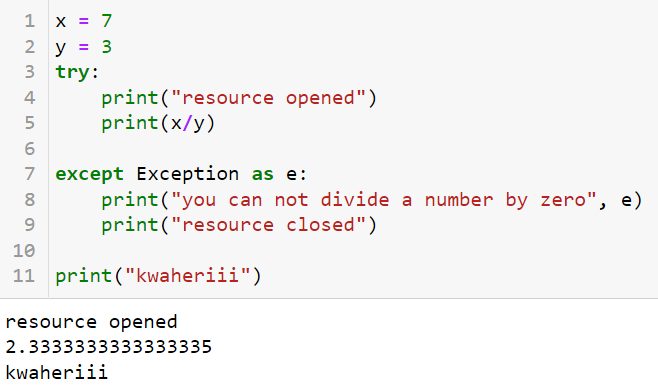 1 x = 7
2 y = 3
3 try:
4     print("resource opened")
5     print(x/y)
6
7 except Exception as e:
8     print("you can not divide a number by zero", e)
9     print("resource closed")
10
11 print("kwaheriii")
resource opened
2.3333333333333335
kwaheriii